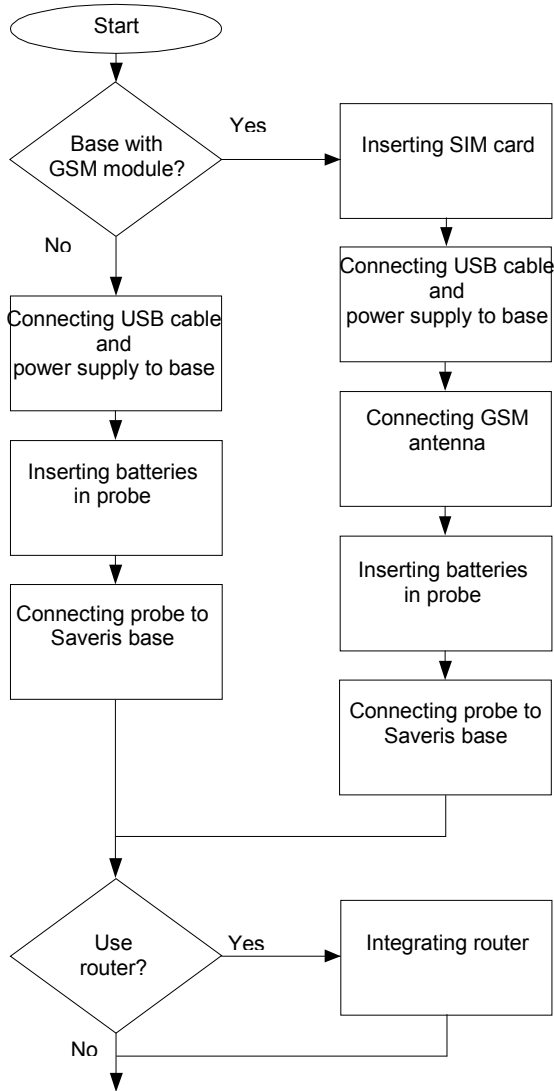 Start
Base with
GSM module?
Yes
Inserting SIM card
No
Connecting USB cable
and
power supply to base
Connecting USB cable
and
power supply to base
Connecting GSM
antenna
Inserting batteries
in probe
Inserting batteries
in probe
Connecting probe to
Saveris base
Connecting probe to
Saveris base
Use
router?
Yes
Integrating router
No